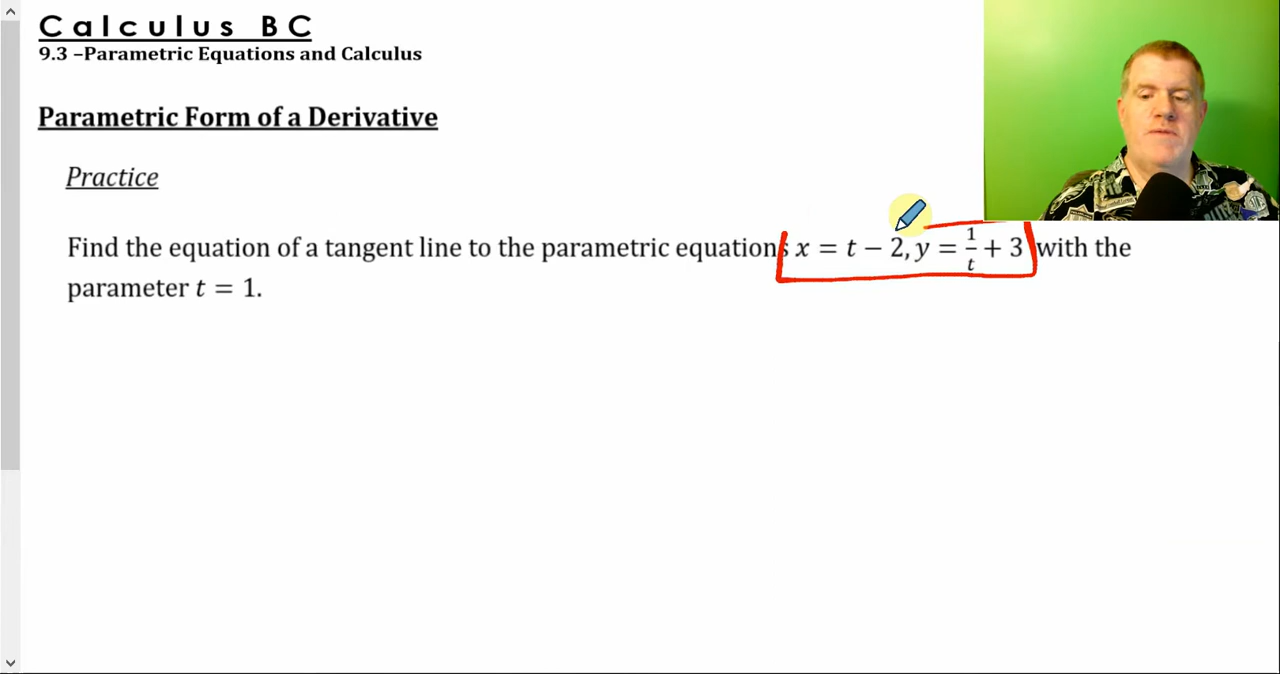 Calculus BC
9.3 –Parametric Equations and Calculus
Parametric Form of a Derivative
Practice
Find the equation of a tangent line to the parametric equations x = t − 2, y = 1/t + 3 with the
parameter t = 1.